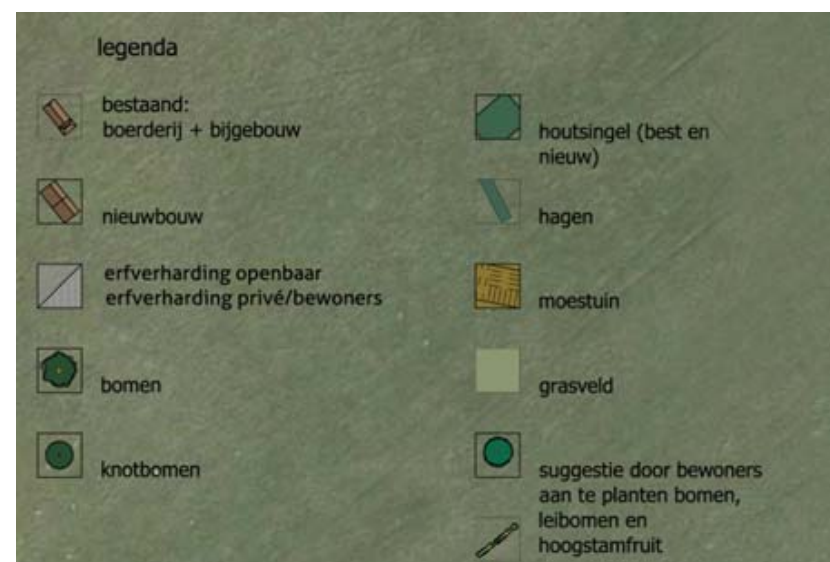 legenda
bestaand:
boerderij + bijgebouw
nieuwbouw
erfverharding openbaar
erfverharding privé/bewoners
bomen
knotbomen
houtsingel (best en
nieuw)
hagen
moestuin
grasveld
suggestie door bewoners
aan te planten bomen,
leibomen en
hoogstamfruit